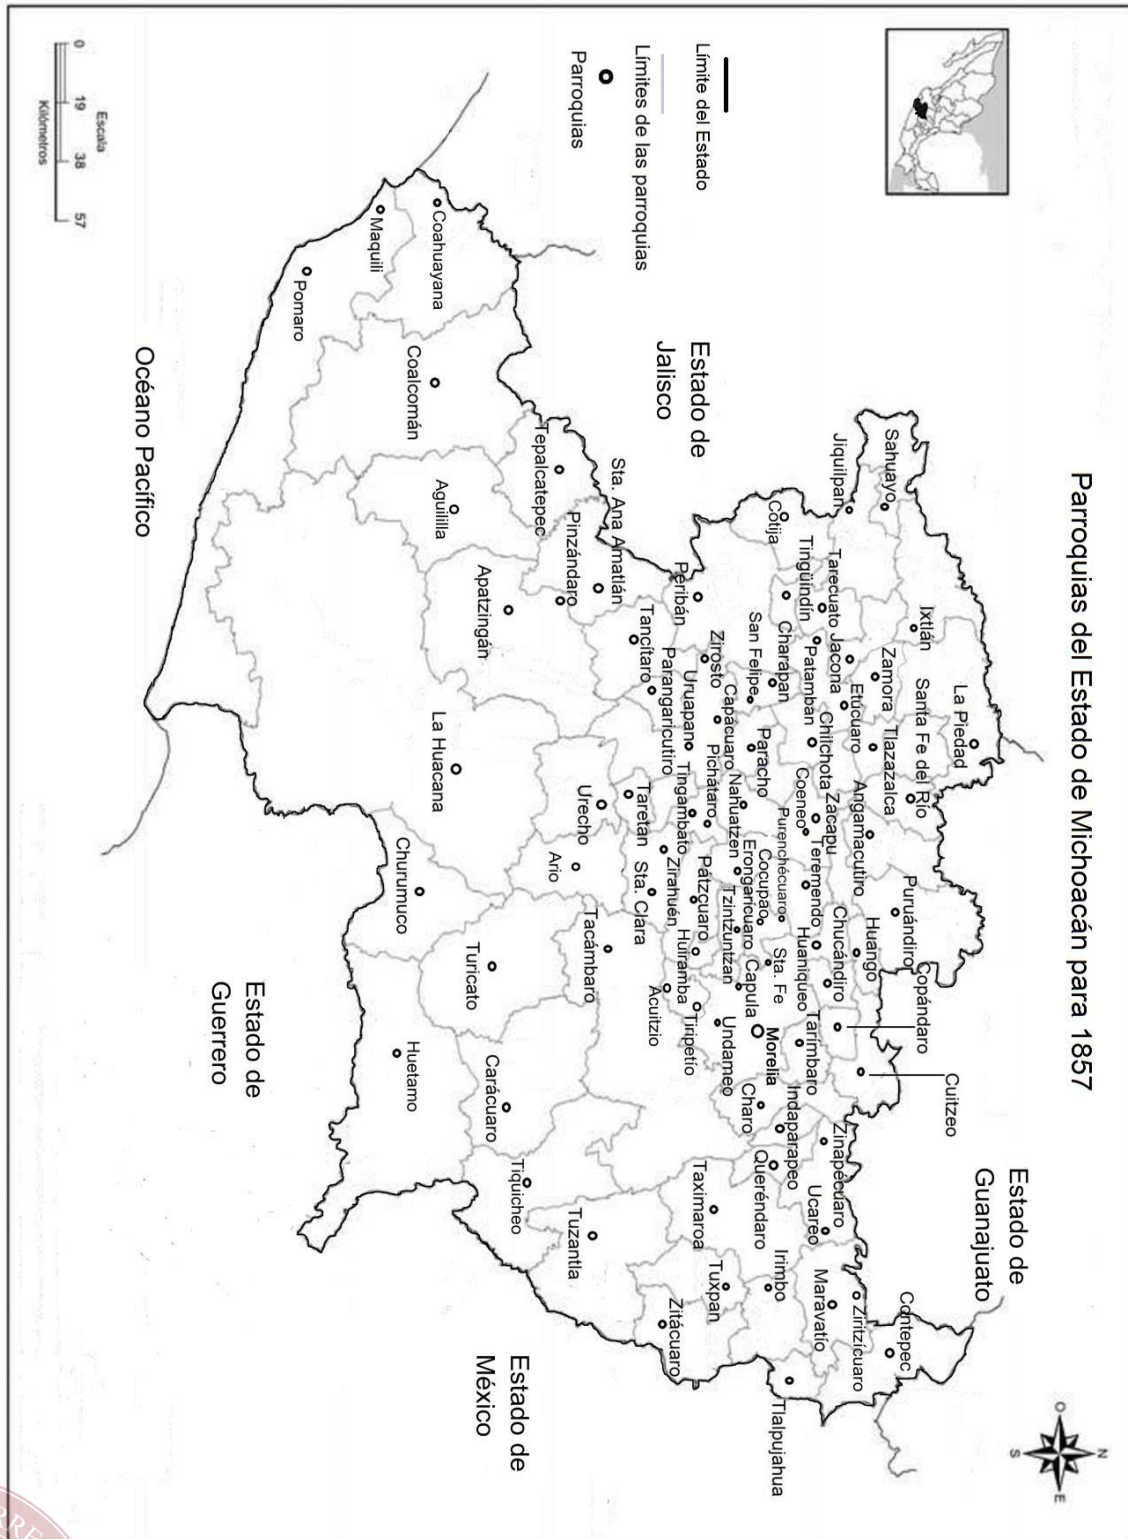 Parroquias del Estado de Michoacán para 1857
N
O
E
S
Límite del Estado
Límites de las parroquias
Parroquias
Estado de
Guanajuato
La Piedad
Ixtlán
Santa Fe del Río
Puruándiro
Copándaro
Cuitzeo
Contepec
Sahuayo
Zamora
Tlazazalca
Angamacutiro
Huango
Jiquilpan
Jacona
Etúcuaro
Chucándiro
Zinapécuaro
Ucareo
Maravatío
Ziritzícuaro
Tarecuato
Patamban
Chilchota
Zacapu
Coeneo
Teremendo
Huaniqueo
Tarímbaro
Tingüindín
Cotija
Charapan
San Felipe
Paracho
Purenchécuaro
Cocupao
Sta. Fe
Morelia
Indaparapeo
Queréndaro
Irimbo
Tlalpujahua
Estado de
Jalisco
Peribán
Zirosto
Capácuaro
Nahuatzen
Erongarícuaro
Tzintzuntzan
Capula
Charo
Undameo
Uruapan
Pichátaro
Tingambato
Pátzcuaro
Huiramba
Tiripetío
Taximaroa
Tuxpan
Zitácuaro
Parangaricutiro
Tancítaro
Zirahuén
Acuitzio
Sta. Ana Amatlán
Taretan
Sta. Clara
Pinzándaro
Tepalcatepec
Urecho
Ario
Tacámbaro
Tuzantla
Tiquicheo
Coahuayana
Coalcomán
Aguililla
Apatzingán
La Huacana
Churumuco
Turicato
Carácuaro
Huetamo
Estado de
México
Maquili
Pomaro
Estado de
Guerrero
Océano Pacífico
Escala
0 19 38 57
Kilómetros